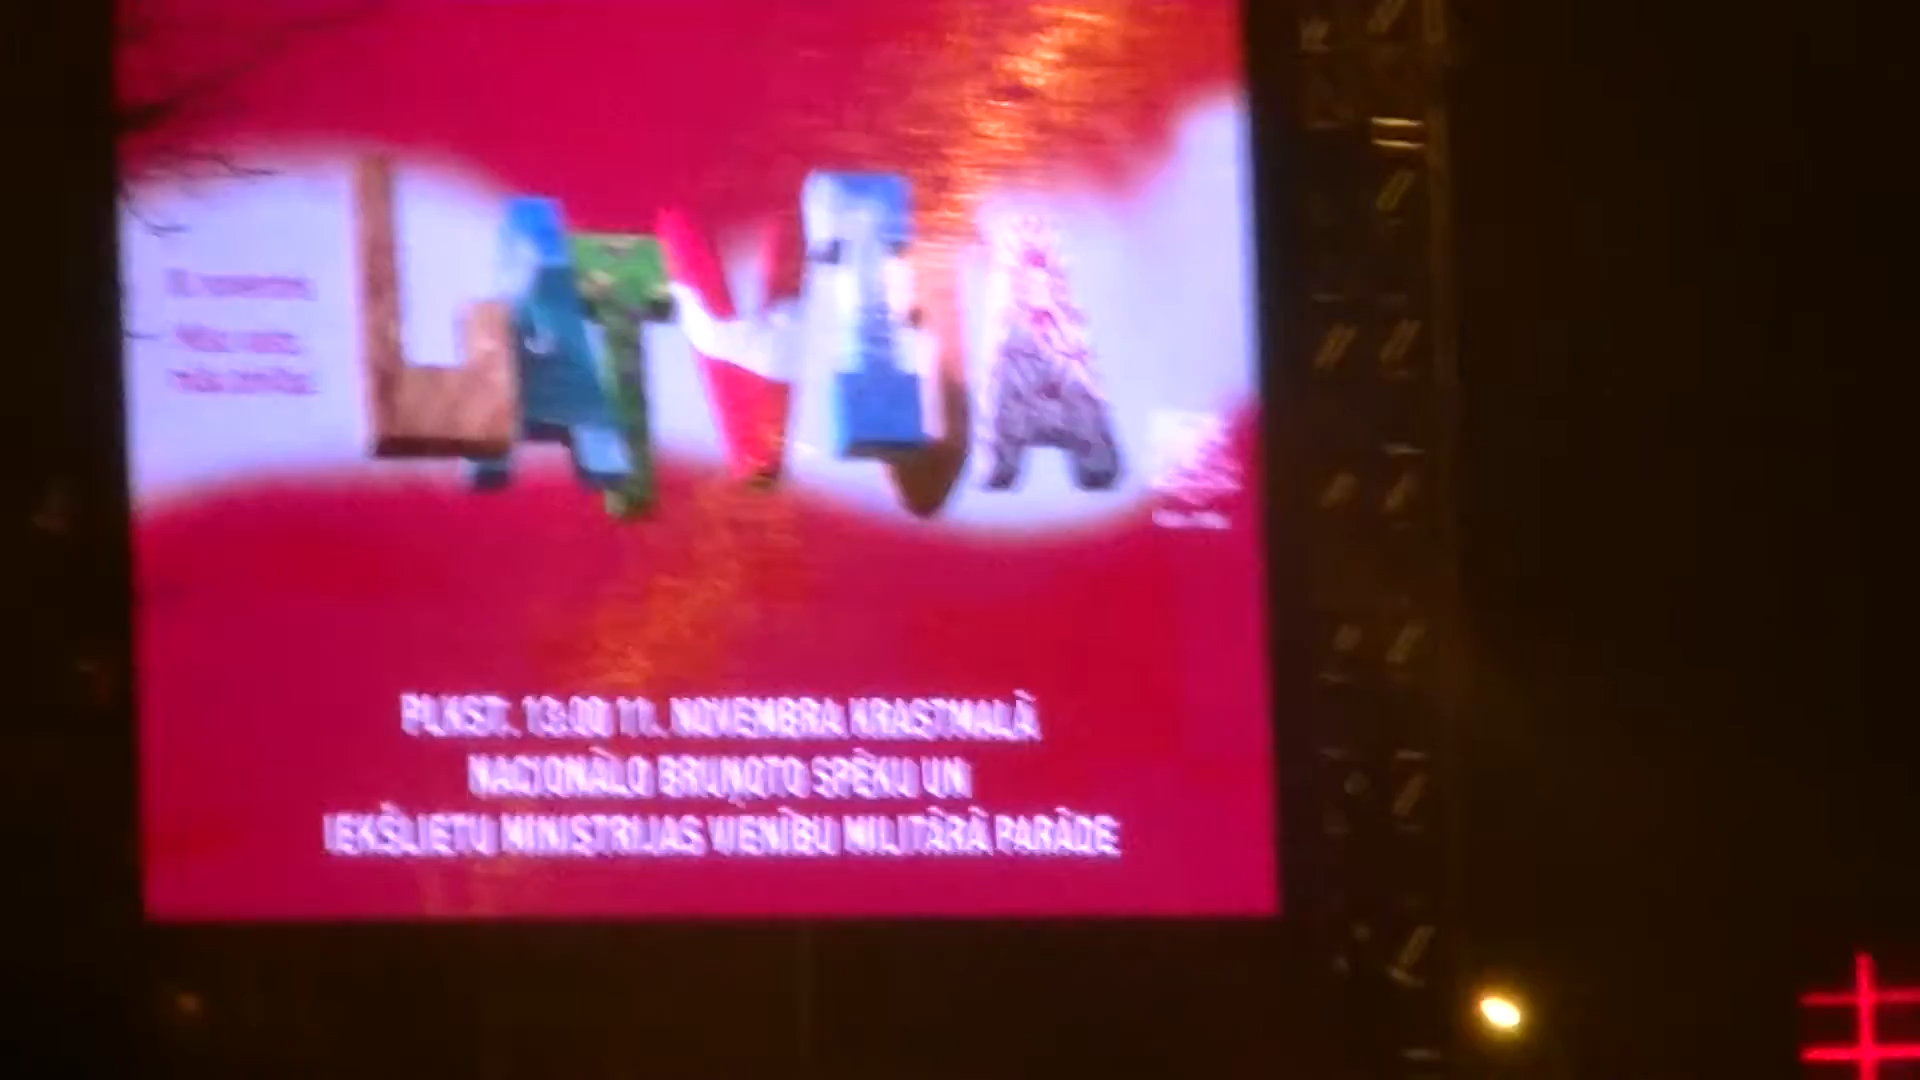 LATVIJA
PLKST. 13:00 11. NOVEMBRA KRASTMALĀ
NACIONĀLO BRUŅOTO SPĒKU UN
IEKŠLIETU MINISTRIJAS VIENĪBU MILITĀRĀ PARĀDE